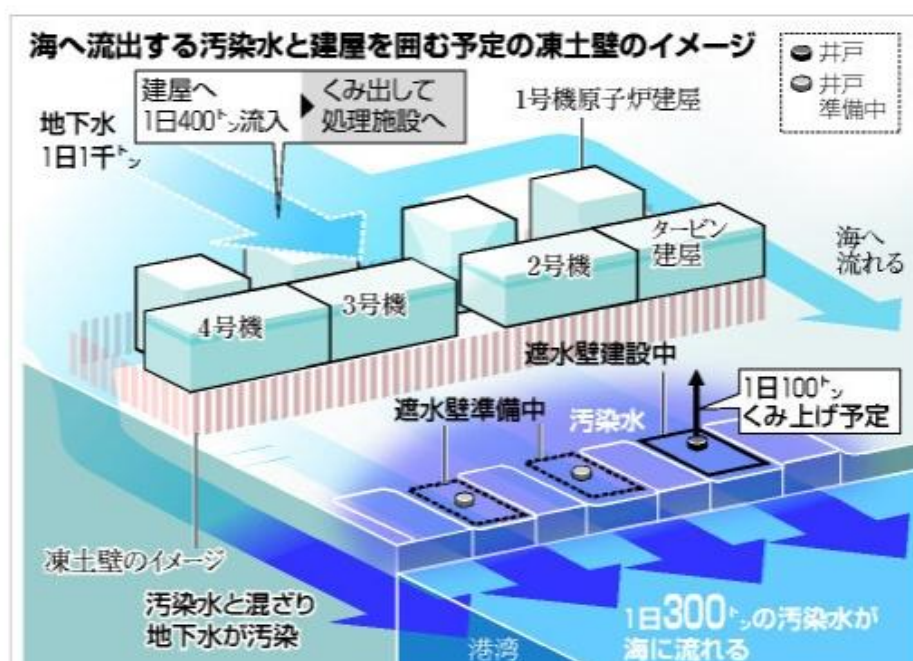 海へ流出する汚染水と建屋を囲む予定の凍土壁のイメージ
井戸
井戸
準備中
建屋へ
1日400トン流入
くみ出して
処理施設へ
地下水
1日1千トン
1号機原子炉建屋
タービン
建屋
2号機
3号機
4号機
海へ
流れる
遮水壁建設中
1日100トン
くみ上げ予定
遮水壁準備中
汚染水
凍土壁のイメージ
汚染水と混ざり
地下水が汚染
1日300トンの汚染水が
海に流れる
港湾